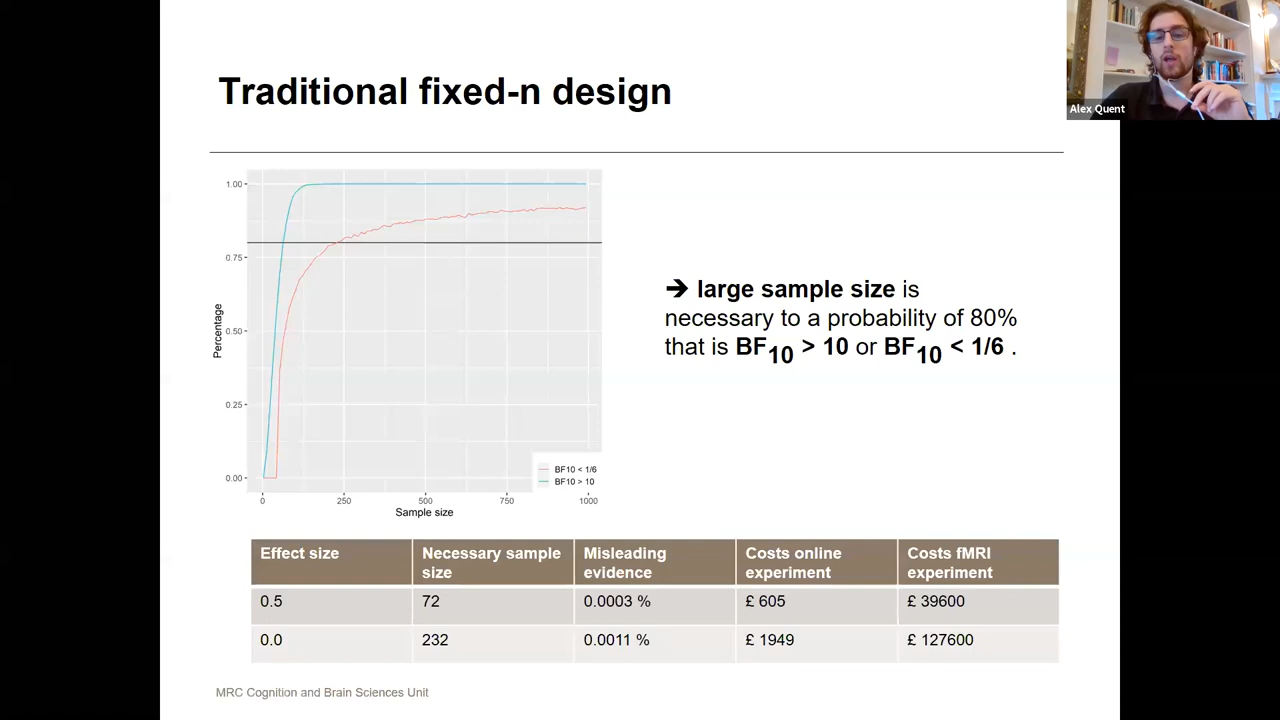 Traditional fixed-n design
Alex Quent
1.00
0.75
0.50
0.25
0.00
Percentage
0
250
500
750
1000
Sample size
BF10 < 1/6
BF10 > 10
➔ large sample size is
necessary to a probability of 80%
that is BF10 > 10 or BF10 < 1/6 .
Effect size
Necessary sample
size
Misleading
evidence
Costs online
experiment
Costs fMRI
experiment
0.5
72
0.0003 %
£ 605
£ 39600
0.0
232
0.0011 %
£ 1949
£ 127600
MRC Cognition and Brain Sciences Unit